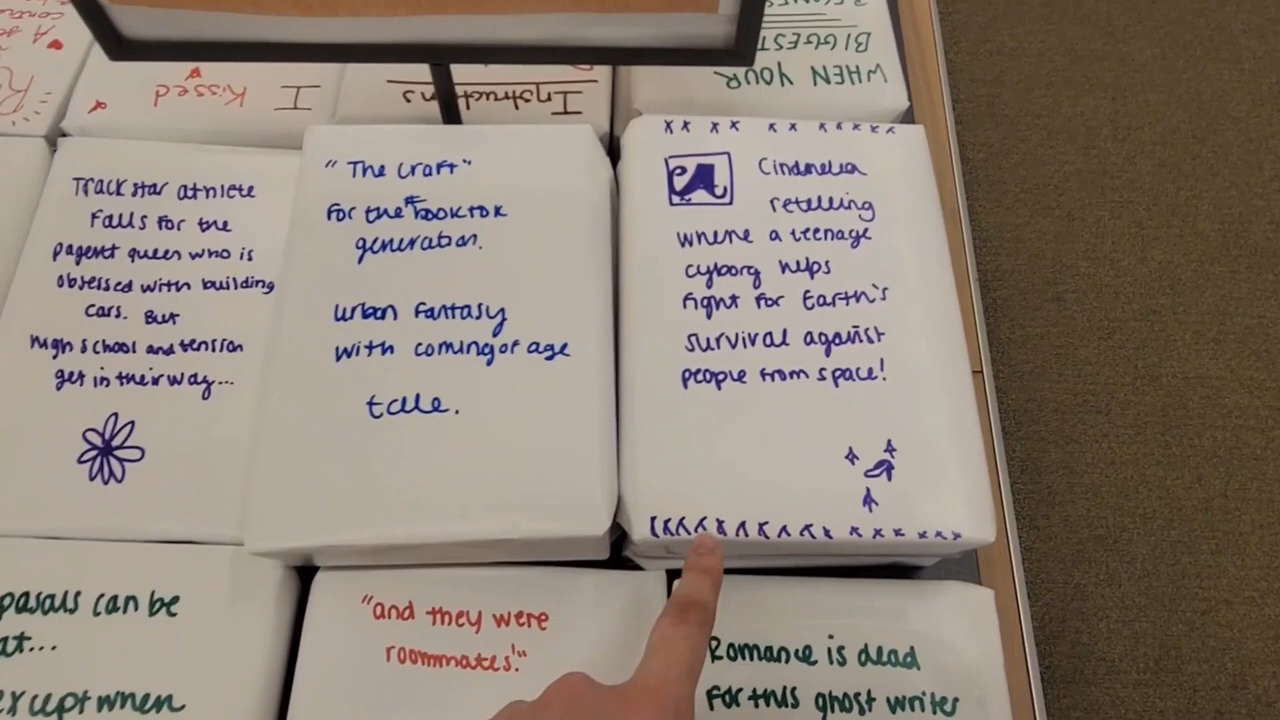 A so
contr
I Kissed
Instructions
WHEN YOUR
BIGGEST
Track star athlete
falls for the
pagent queen who is
obsessed with building
cars. But
high school and tension
get in their way...
"The Craft"
for the #booktok
generation.
urban fantasy
with coming of age
tale.
Cinderella
retelling
where a teenage
cyborg helps
fight for Earth's
survival against
people from space!
posals can be
at...
except when
"and they were
roommates!"
Romance is dead
for this ghost writer